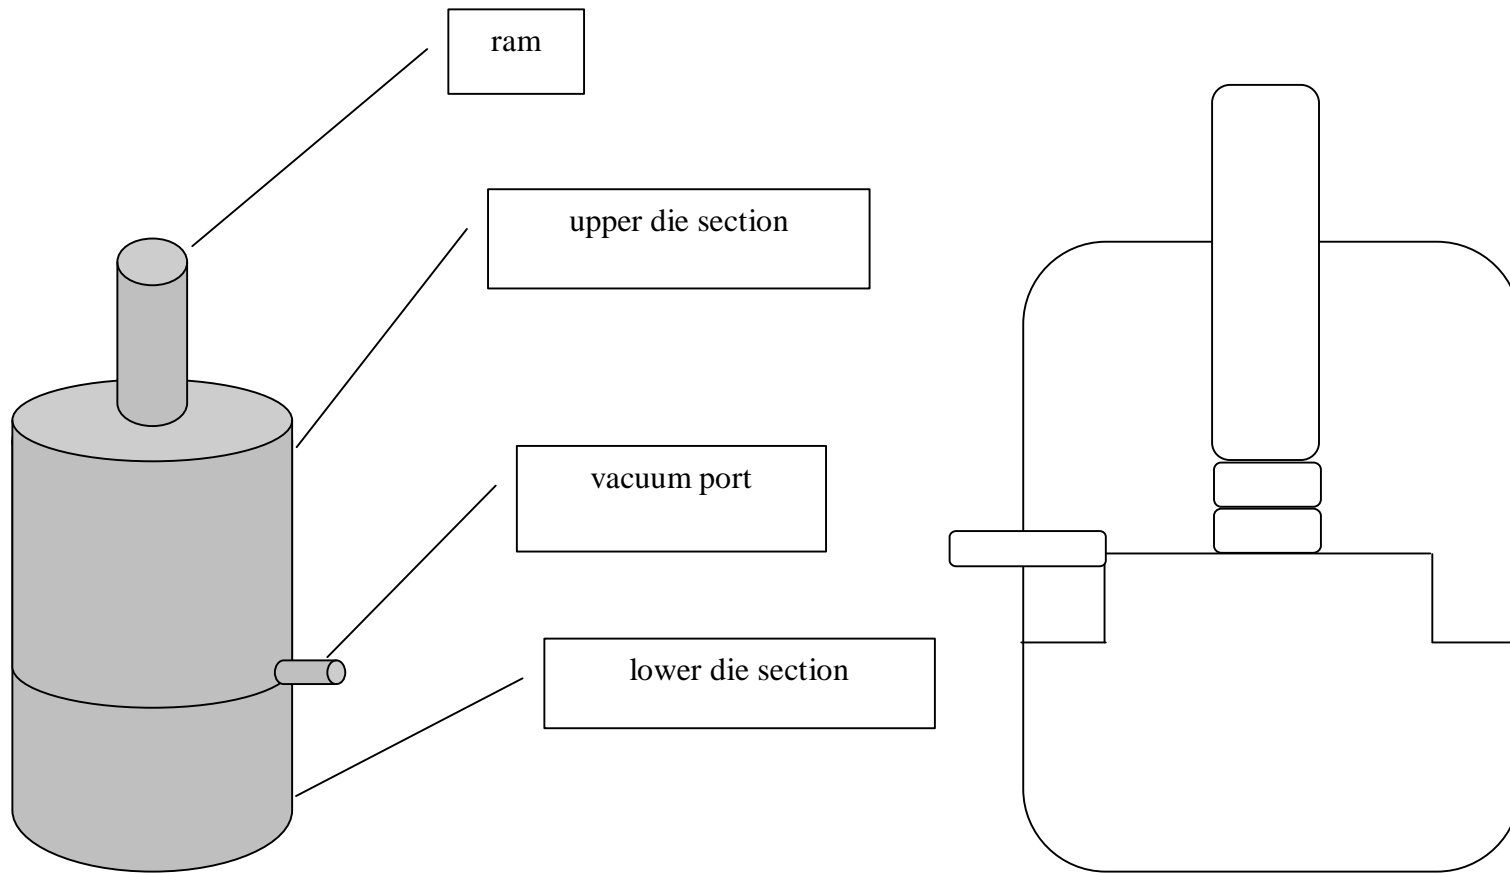 ram
upper die section
vacuum port
lower die section